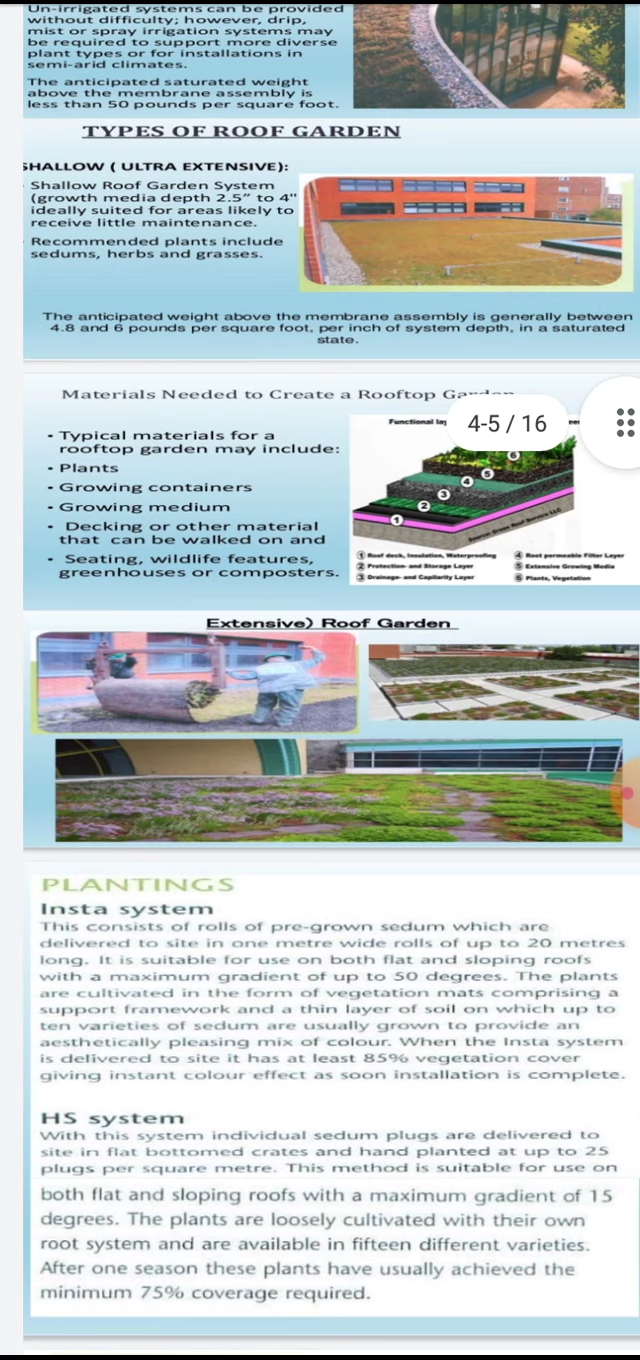 Un-irrigated systems can be provided
without difficulty; however, drip,
mist or spray irrigation systems may
be required to support more diverse
plant types or for installations in
semi-arid climates.
The anticipated saturated weight
above the membrane assembly is
less than 50 pounds per square foot.
TYPES OF ROOF GARDEN
SHALLOW ( ULTRA EXTENSIVE):
Shallow Roof Garden System
(growth media depth 2.5” to 4"
ideally suited for areas likely to
receive little maintenance.
Recommended plants include
sedums, herbs and grasses.
The anticipated weight above the membrane assembly is generally between
4.8 and 6 pounds per square foot, per inch of system depth, in a saturated
state.
Materials Needed to Create a Rooftop
4-5 / 16
• Typical materials for a
rooftop garden may include:
• Plants
• Growing containers
• Growing medium
• Decking or other material
that can be walked on and
• Seating, wildlife features,
greenhouses or composters.
Functional
6
5
4
3
2
1
Source: Green Roof Service LLC
1 Roof deck, Insulation, Waterproofing
2 Protection- and Storage Layer
3 Drainage- and Capillarity Layer
4 Root permeable Filter Layer
5 Extensive Growing Media
6 Plants, Vegetation
Extensive) Roof Garden
PLANTINGS
Insta system
This consists of rolls of pre-grown sedum which are
delivered to site in one metre wide rolls of up to 20 metres
long. It is suitable for use on both flat and sloping roofs
with a maximum gradient of up to 50 degrees. The plants
are cultivated in the form of vegetation mats comprising a
support framework and a thin layer of soil on which up to
ten varieties of sedum are usually grown to provide an
aesthetically pleasing mix of colour. When the Insta system
is delivered to site it has at least 85% vegetation cover
giving instant colour effect as soon installation is complete.
HS system
With this system individual sedum plugs are delivered to
site in flat bottomed crates and hand planted at up to 25
plugs per square metre. This method is suitable for use on
both flat and sloping roofs with a maximum gradient of 15
degrees. The plants are loosely cultivated with their own
root system and are available in fifteen different varieties.
After one season these plants have usually achieved the
minimum 75% coverage required.